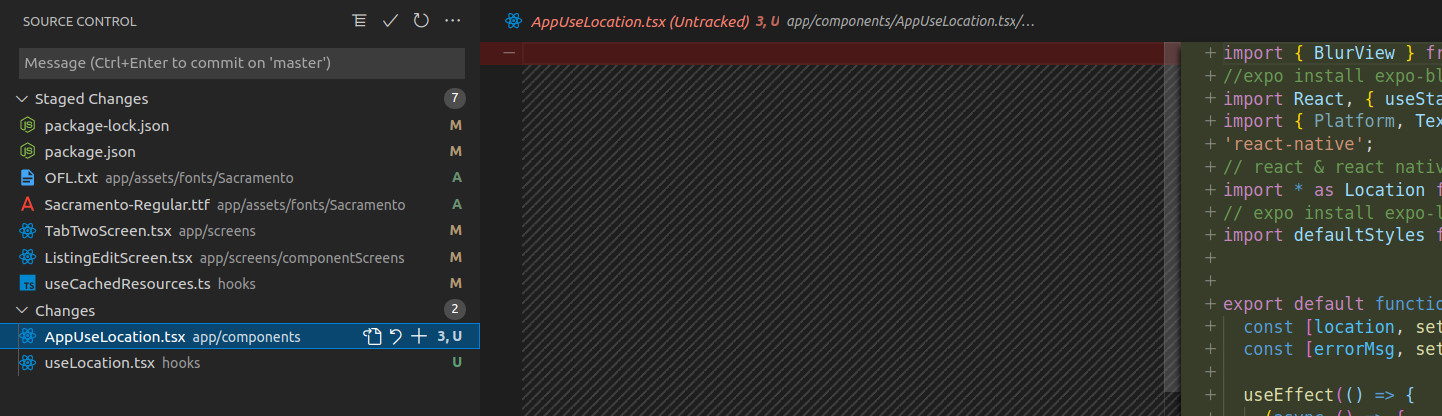 SOURCE CONTROL
Message (Ctrl+Enter to commit on 'master')
Staged Changes 7
package-lock.json M
package.json M
OFL.txt app/assets/fonts/Sacramento A
Sacramento-Regular.ttf app/assets/fonts/Sacramento A
TabTwoScreen.tsx app/screens M
ListingEditScreen.tsx app/screens/componentScreens M
useCachedResources.ts hooks M
Changes 2
AppUseLocation.tsx app/components 3, U
useLocation.tsx hooks U
AppUseLocation.tsx (Untracked) 3, U app/components/AppUseLocation.tsx/...
import { BlurView } fr
//expo install expo-bl
import React, { useSta
import { Platform, Tex
'react-native';
// react & react nativ
import * as Location f
// expo install expo-l
import defaultStyles f
export default functio
const [location, set
const [errorMsg, set
useEffect(() => {